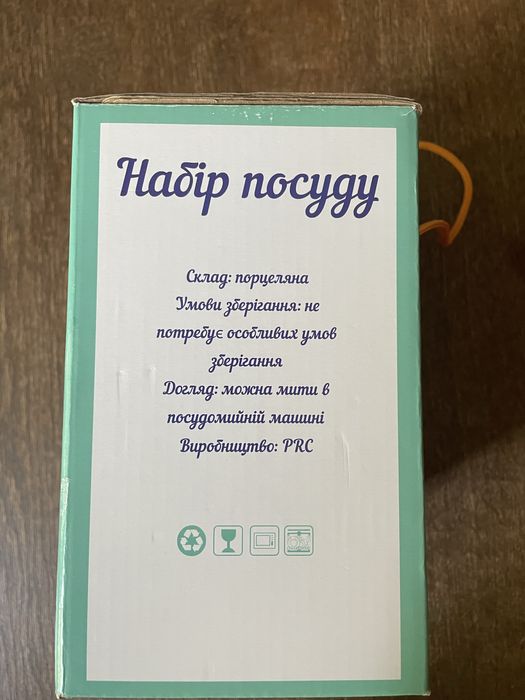 Набір посуду
Склад: порцеляна
Умови зберігання: не
потребує особливих умов
зберігання
Догляд: можна мити в
посудомийній машині
Виробництво: PRC